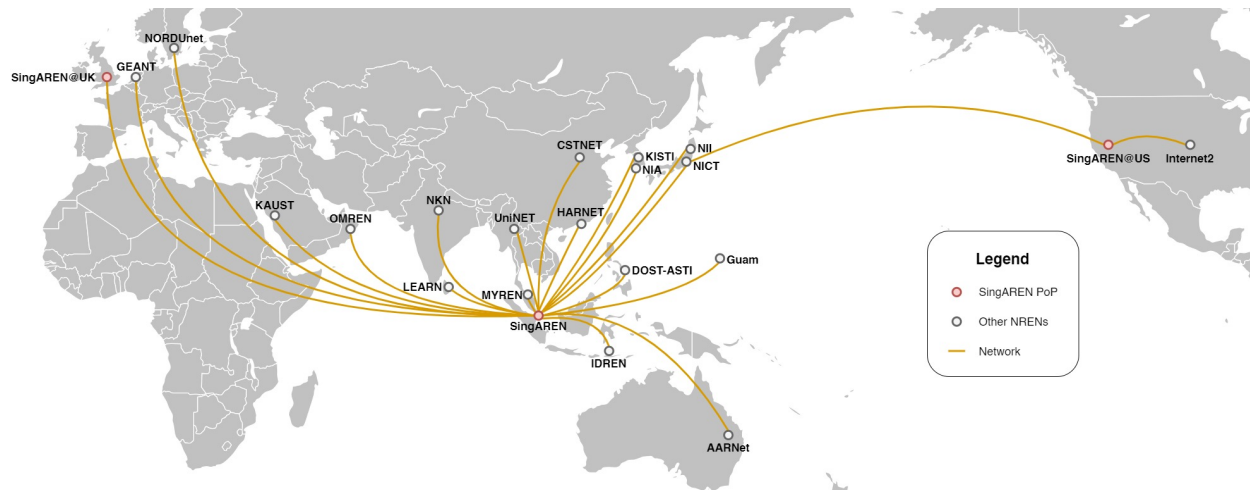 NORDUnet
GEANT
SingAREN@UK
CSTNET
KISTI
NII
NIA
NICT
SingAREN@US
Internet2
KAUST
OMREN
NKN
UniNET
HARNET
LEARN
MYREN
DOST-ASTI
Guam
SingAREN
IDREN
AARNet
Legend
SingAREN PoP
Other NRENs
Network